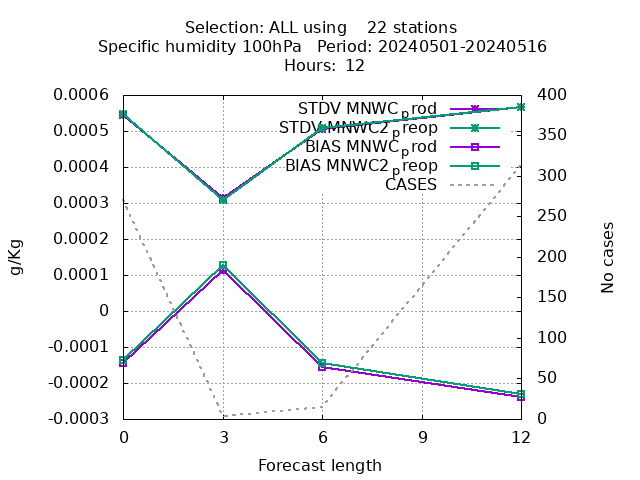 Selection: ALL using    22 stations
Specific humidity 100hPa   Period: 20240501-20240516
Hours: 12
STDV MNWC_prod
STDV MNWC2_preop
BIAS MNWC_prod
BIAS MNWC2_preop
CASES
0.0006
0.0005
0.0004
0.0003
0.0002
0.0001
0
-0.0001
-0.0002
-0.0003
g/Kg
400
350
300
250
200
150
100
50
0
No cases
0 3 6 9 12
Forecast length